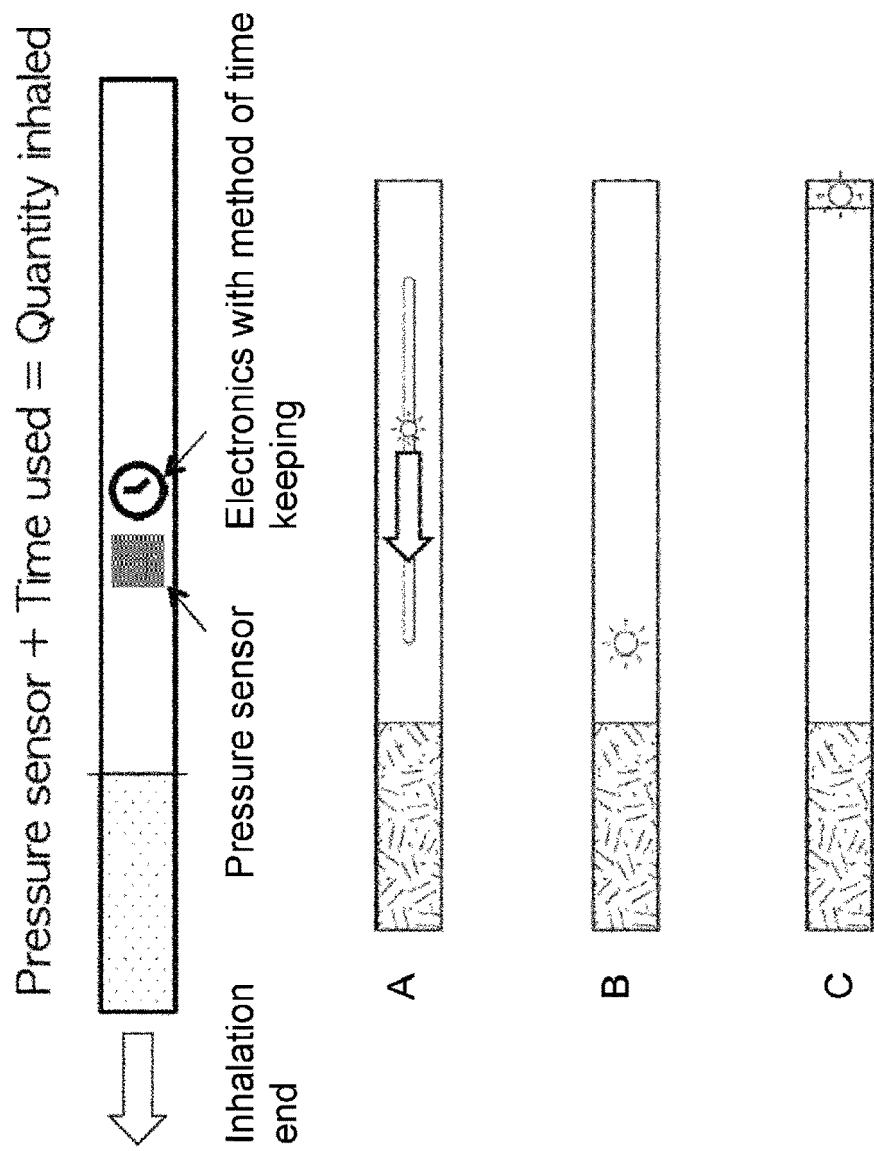 Pressure sensor + Time used = Quantity inhaled
Inhalation
end
Pressure sensor
Electronics with method of time
keeping
A
B
C